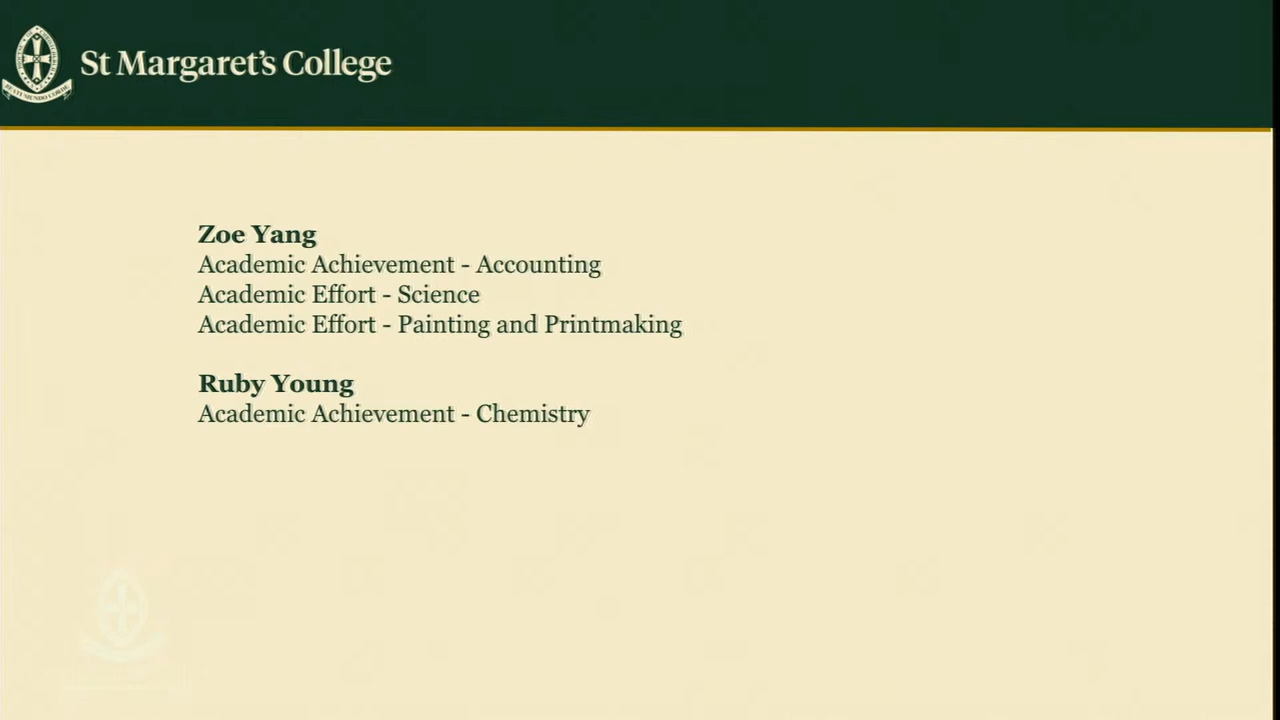 St Margaret's College
Zoe Yang
Academic Achievement - Accounting
Academic Effort - Science
Academic Effort - Painting and Printmaking
Ruby Young
Academic Achievement - Chemistry